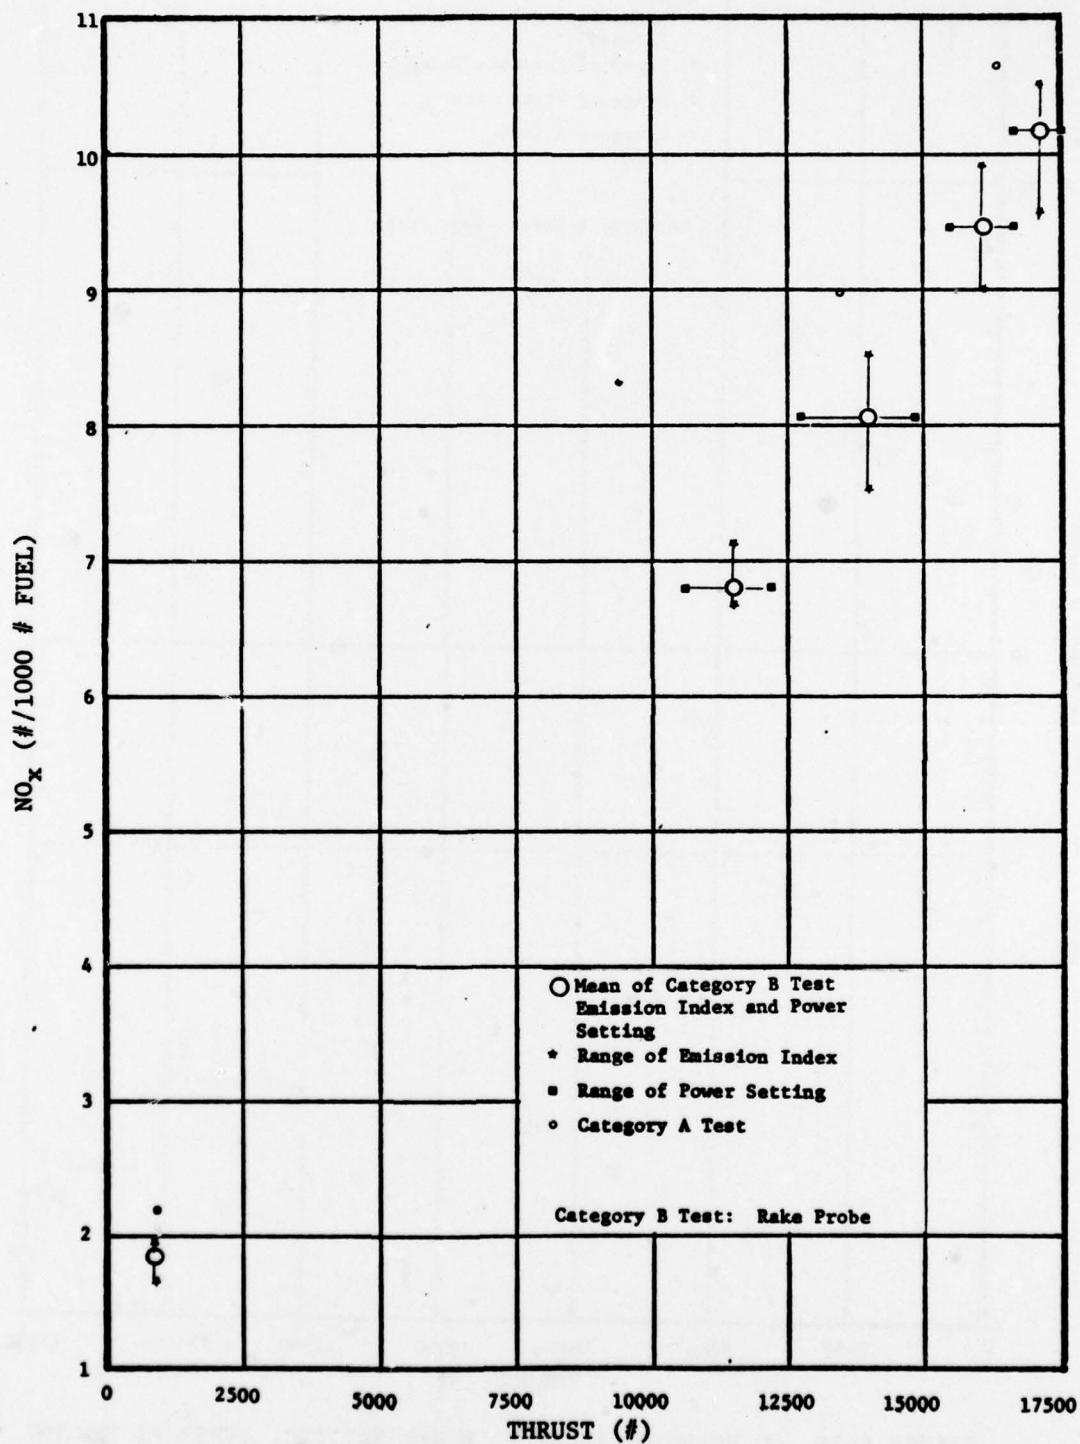 11
10
9
8
7
6
5
4
3
2
1
NOx (#/1000 # FUEL)
○ Mean of Category B Test
Emission Index and Power
Setting
★ Range of Emission Index
■ Range of Power Setting
○ Category A Test
Category B Test: Rake Probe
0 2500 5000 7500 10000 12500 15000 17500
THRUST (#)